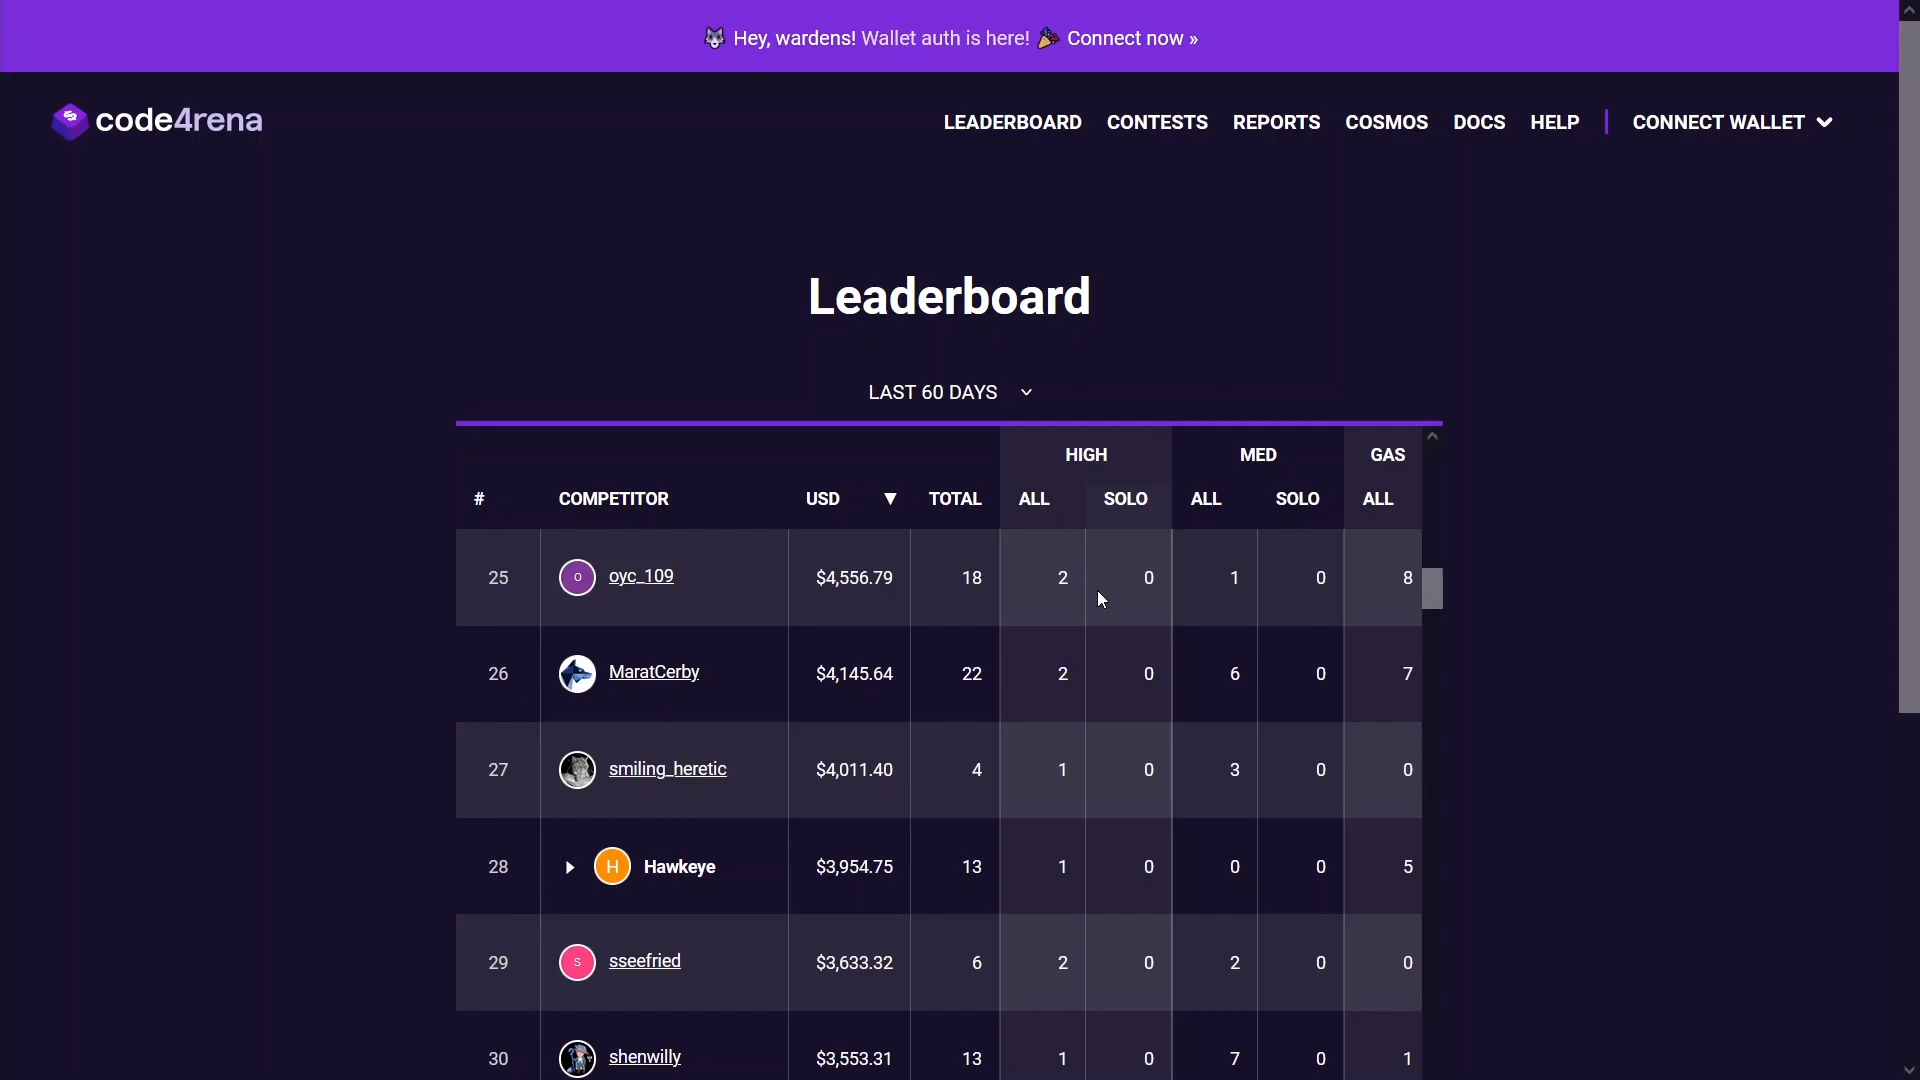 Hey, wardens! Wallet auth is here! Connect now »
code4rena
LEADERBOARD CONTESTS REPORTS COSMOS DOCS HELP CONNECT WALLET
Leaderboard
LAST 60 DAYS
HIGH MED GAS
# COMPETITOR USD ▼ TOTAL ALL SOLO ALL SOLO ALL
25 O oyc_109 $4,556.79 18 2 0 1 0 8
26 MaratCerby $4,145.64 22 2 0 6 0 7
27 smiling_heretic $4,011.40 4 1 0 3 0 0
28 H Hawkeye $3,954.75 13 1 0 0 0 5
29 S sseefried $3,633.32 6 2 0 2 0 0
30 shenwilly $3,553.31 13 1 0 7 0 1